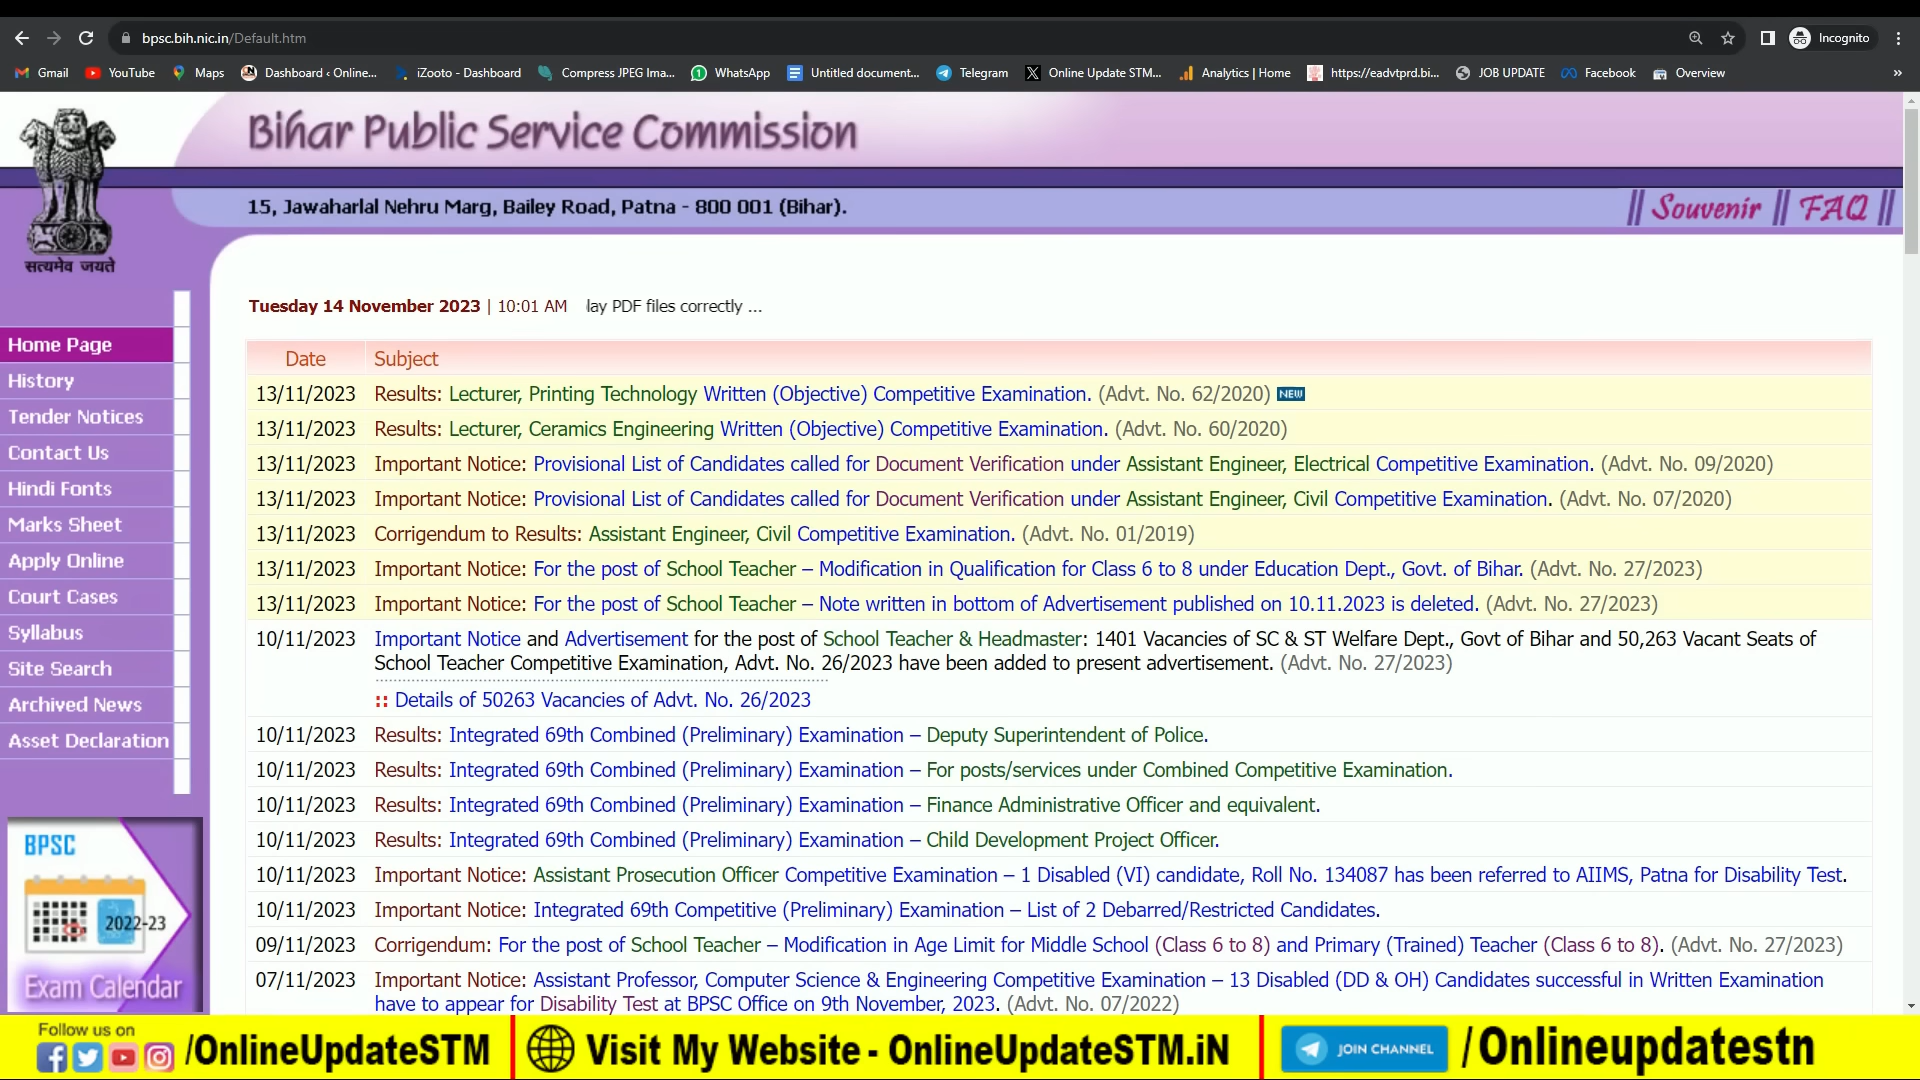 bpsc.bih.nic.in/Default.htm
Incognito
Gmail
YouTube
Maps
Dashboard ‹ Online...
iZooto - Dashboard
Compress JPEG Ima...
WhatsApp
Untitled document...
Telegram
Online Update STM...
Analytics | Home
https://eadvtprd.bi...
JOB UPDATE
Facebook
Overview
»
Bihar Public Service Commission
15, Jawaharlal Nehru Marg, Bailey Road, Patna - 800 001 (Bihar).
|| Souvenir || FAQ ||
सत्यमेव जयते
Tuesday 14 November 2023 | 10:01 AM lay PDF files correctly ...
Home Page
History
Tender Notices
Contact Us
Hindi Fonts
Marks Sheet
Apply Online
Court Cases
Syllabus
Site Search
Archived News
Asset Declaration
BPSC
2022-23
Exam Calendar
Date Subject
13/11/2023 Results: Lecturer, Printing Technology Written (Objective) Competitive Examination. (Advt. No. 62/2020) NEW
13/11/2023 Results: Lecturer, Ceramics Engineering Written (Objective) Competitive Examination. (Advt. No. 60/2020)
13/11/2023 Important Notice: Provisional List of Candidates called for Document Verification under Assistant Engineer, Electrical Competitive Examination. (Advt. No. 09/2020)
13/11/2023 Important Notice: Provisional List of Candidates called for Document Verification under Assistant Engineer, Civil Competitive Examination. (Advt. No. 07/2020)
13/11/2023 Corrigendum to Results: Assistant Engineer, Civil Competitive Examination. (Advt. No. 01/2019)
13/11/2023 Important Notice: For the post of School Teacher – Modification in Qualification for Class 6 to 8 under Education Dept., Govt. of Bihar. (Advt. No. 27/2023)
13/11/2023 Important Notice: For the post of School Teacher – Note written in bottom of Advertisement published on 10.11.2023 is deleted. (Advt. No. 27/2023)
10/11/2023 Important Notice and Advertisement for the post of School Teacher & Headmaster: 1401 Vacancies of SC & ST Welfare Dept., Govt of Bihar and 50,263 Vacant Seats of
School Teacher Competitive Examination, Advt. No. 26/2023 have been added to present advertisement. (Advt. No. 27/2023)
:: Details of 50263 Vacancies of Advt. No. 26/2023
10/11/2023 Results: Integrated 69th Combined (Preliminary) Examination – Deputy Superintendent of Police.
10/11/2023 Results: Integrated 69th Combined (Preliminary) Examination – For posts/services under Combined Competitive Examination.
10/11/2023 Results: Integrated 69th Combined (Preliminary) Examination – Finance Administrative Officer and equivalent.
10/11/2023 Results: Integrated 69th Combined (Preliminary) Examination – Child Development Project Officer.
10/11/2023 Important Notice: Assistant Prosecution Officer Competitive Examination – 1 Disabled (VI) candidate, Roll No. 134087 has been referred to AIIMS, Patna for Disability Test.
10/11/2023 Important Notice: Integrated 69th Competitive (Preliminary) Examination – List of 2 Debarred/Restricted Candidates.
09/11/2023 Corrigendum: For the post of School Teacher – Modification in Age Limit for Middle School (Class 6 to 8) and Primary (Trained) Teacher (Class 6 to 8). (Advt. No. 27/2023)
07/11/2023 Important Notice: Assistant Professor, Computer Science & Engineering Competitive Examination – 13 Disabled (DD & OH) Candidates successful in Written Examination
have to appear for Disability Test at BPSC Office on 9th November, 2023. (Advt. No. 07/2022)
Follow us on
/OnlineUpdateSTM
Visit My Website - OnlineUpdateSTM.iN
JOIN CHANNEL
/Onlineupdatestn